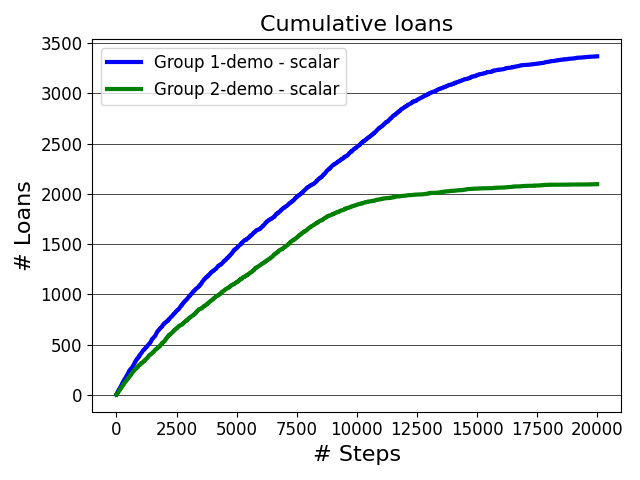 Cumulative loans
3500
3000
2500
2000
1500
1000
500
0
# Loans
Group 1-demo - scalar
Group 2-demo - scalar
0 2500 5000 7500 10000 12500 15000 17500 20000
# Steps